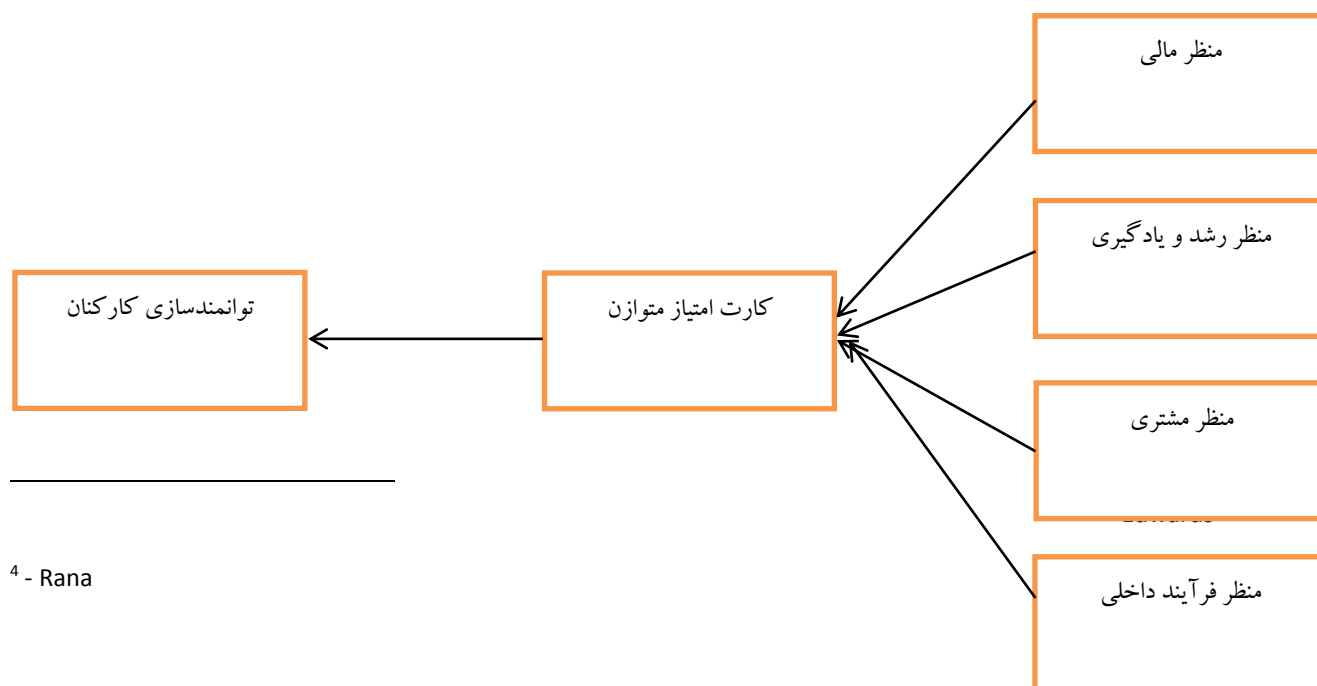 منظر مالی
منظر رشد و یادگیری
کارت امتیاز متوازن
توانمندسازی کارکنان
منظر مشتری
منظر فرآیند داخلی
4 - Rana